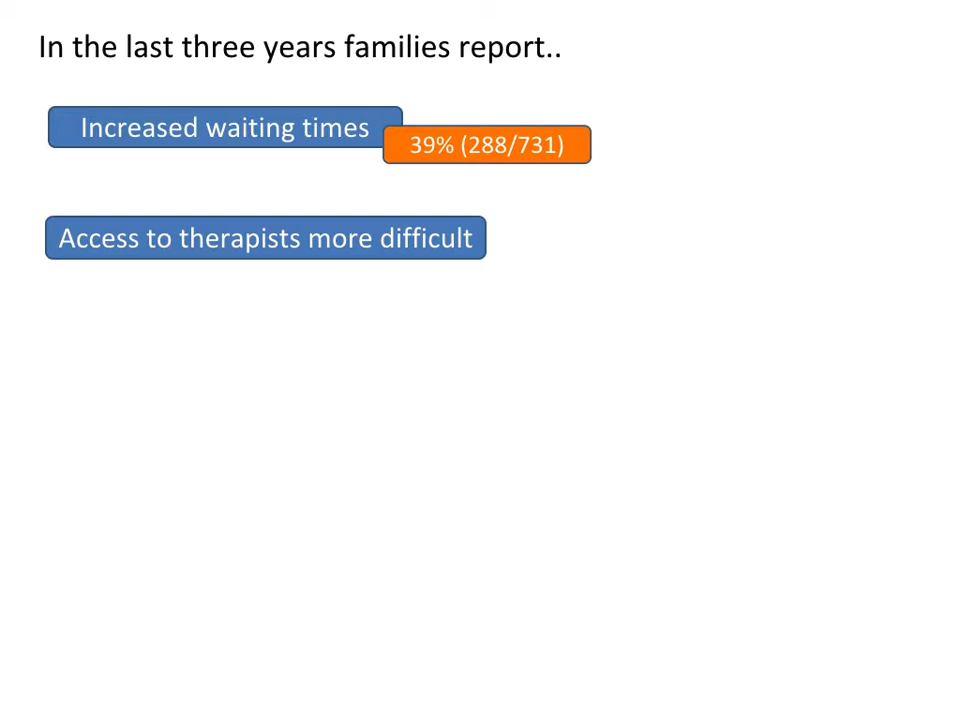 In the last three years families report..
Increased waiting times
39% (288/731)
Access to therapists more difficult